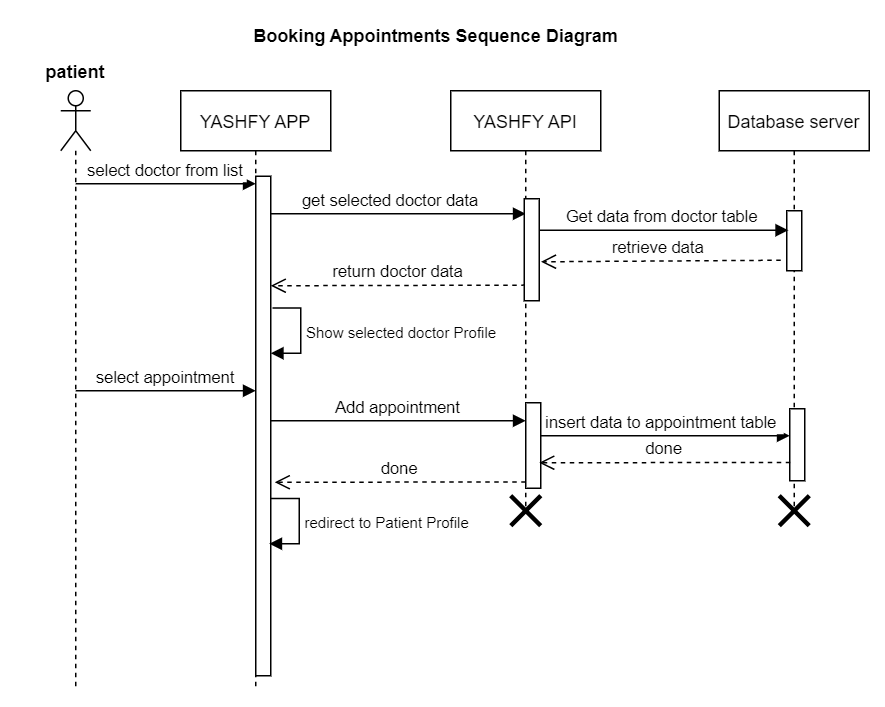 Booking Appointments Sequence Diagram
patient
YASHFY APP
YASHFY API
Database server
select doctor from list
get selected doctor data
Get data from doctor table
retrieve data
return doctor data
Show selected doctor Profile
select appointment
Add appointment
insert data to appointment table
done
done
redirect to Patient Profile